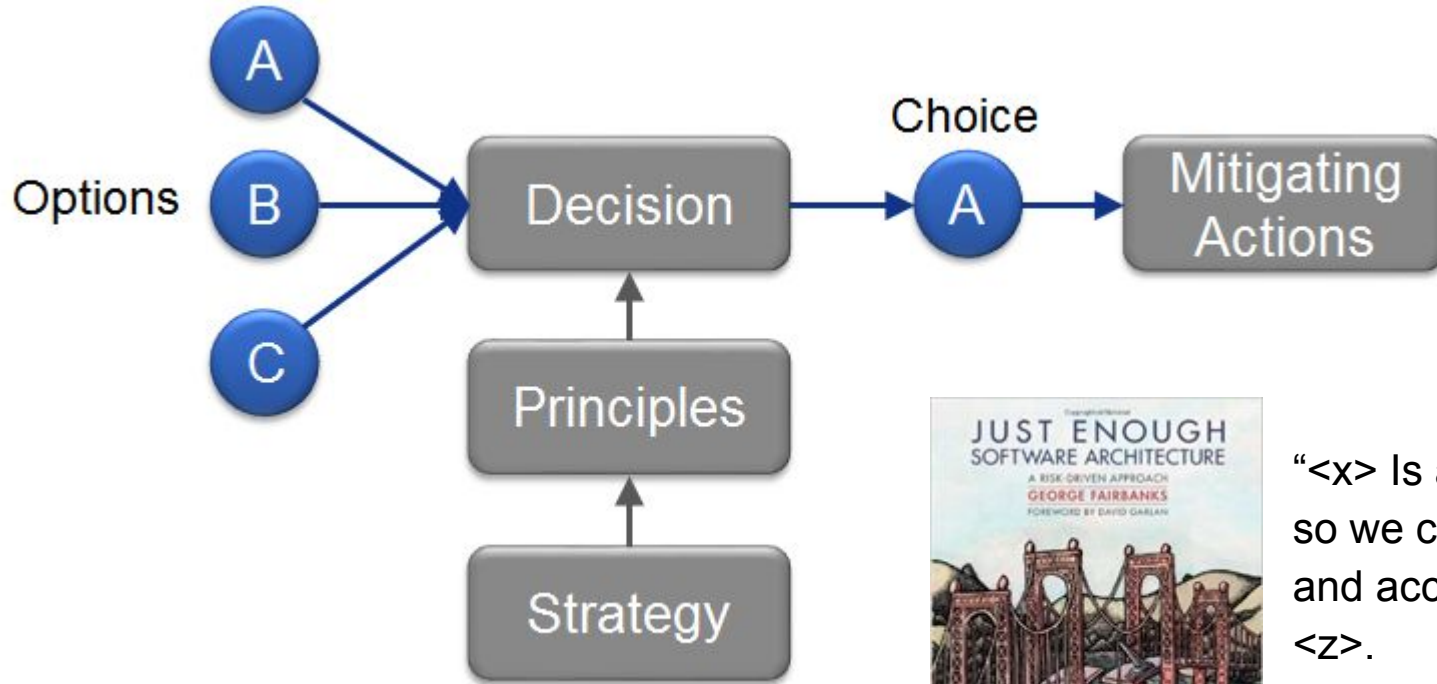 A
Options
B
C
Decision
Choice
A
Mitigating
Actions
Principles
Strategy
JUST ENOUGH
SOFTWARE ARCHITECTURE
A RISK-DRIVEN APPROACH
GEORGE FAIRBANKS
FOREWORD BY DAVID GARLAN
“<x> Is
so we
and
<z>.